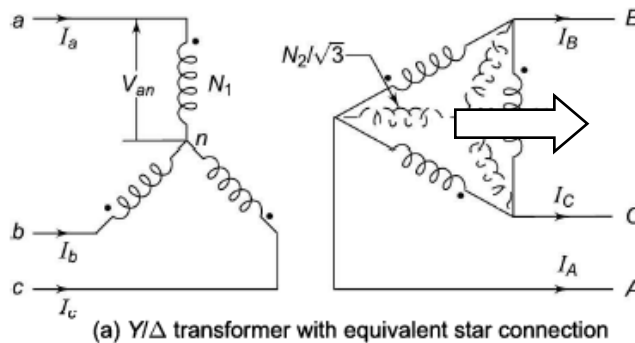 a
I_a
V_an
N_1
n
b
I_b
c
I_c
N_2/√3
B
I_B
I_C
C
I_A
A
(a) Y/Δ transformer with equivalent star connection